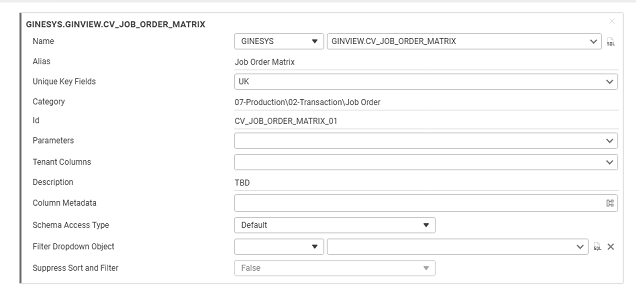 GINESYS.GINVIEW.CV_JOB_ORDER_MATRIX
Name GINESYS GINVIEW.CV_JOB_ORDER_MATRIX
Alias Job Order Matrix
Unique Key Fields UK
Category 07-Production\02-Transaction\Job Order
Id CV_JOB_ORDER_MATRIX_01
Parameters
Tenant Columns
Description TBD
Column Metadata
Schema Access Type Default
Filter Dropdown Object
Suppress Sort and Filter False